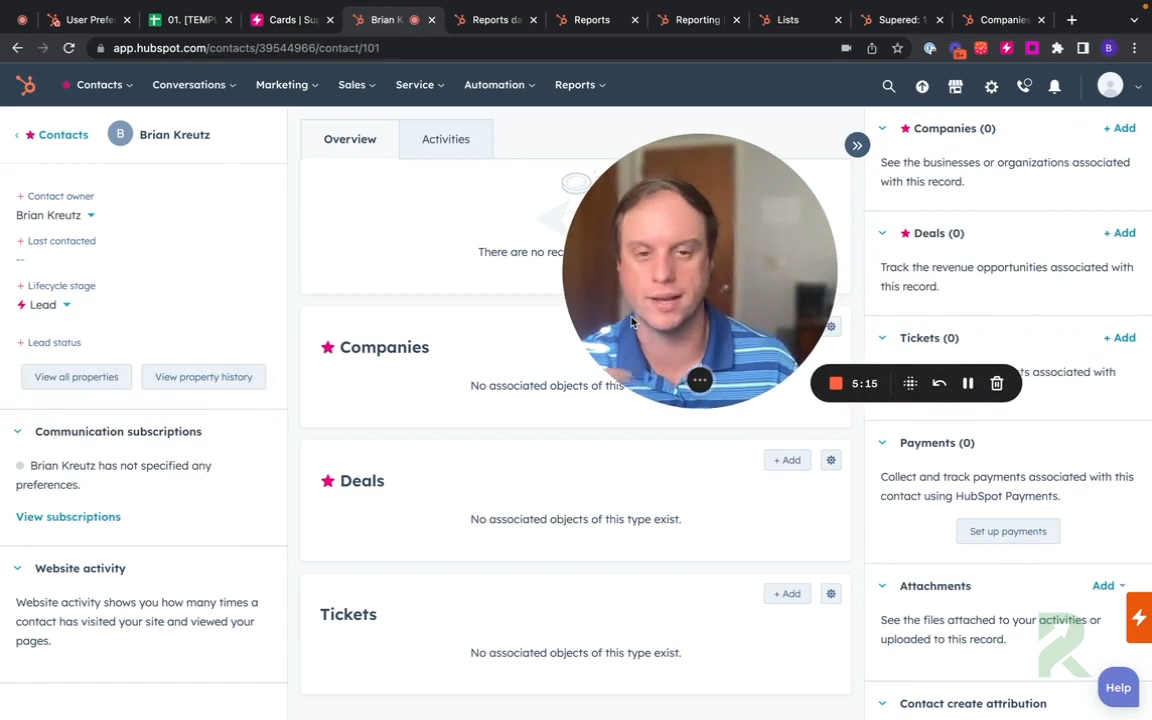 User Prefe
01. [TEMPL
Cards | Sup
Brian K
Reports da
Reports
Reporting
Lists
Supered: 1
Companies
app.hubspot.com/contacts/39544966/contact/101
9+
B
Contacts
Conversations
Marketing
Sales
Service
Automation
Reports
Contacts
B
Brian Kreutz
Contact owner
Brian Kreutz
Last contacted
--
Lifecycle stage
Lead
Lead status
View all properties
View property history
Communication subscriptions
Brian Kreutz has not specified any
preferences.
View subscriptions
Website activity
Website activity shows you how many times a
contact has visited your site and viewed your
pages.
Overview
Activities
There are no rec
Companies
No associated objects of this
Deals
+ Add
No associated objects of this type exist.
Tickets
+ Add
No associated objects of this type exist.
5:15
Companies (0)
+ Add
See the businesses or organizations associated
with this record.
Deals (0)
+ Add
Track the revenue opportunities associated with
this record.
Tickets (0)
+ Add
ts associated with
Payments (0)
Collect and track payments associated with this
contact using HubSpot Payments.
Set up payments
Attachments
Add
See the files attached to your activities or
uploaded to this record.
Contact create attribution
Help